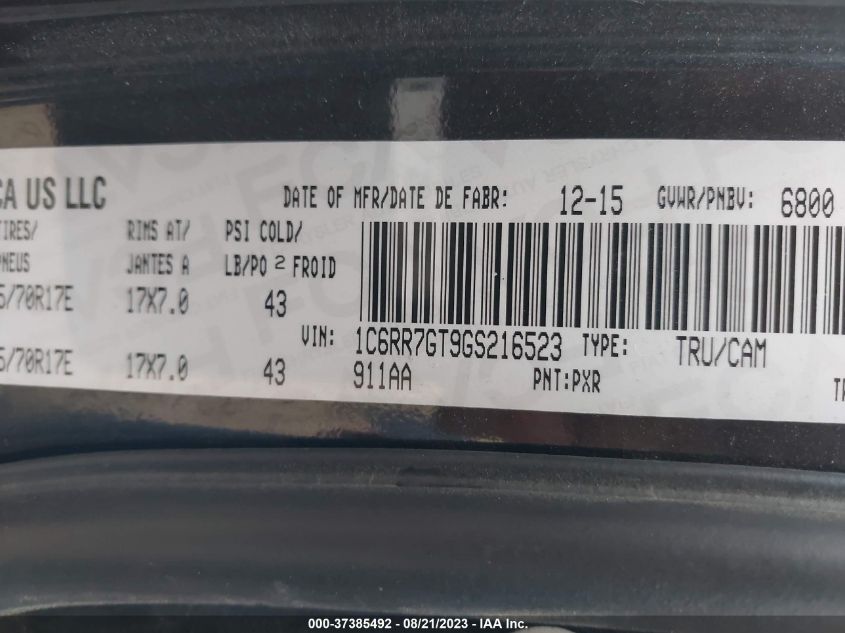 CA US LLC DATE OF MFR/DATE DE FABR: 12-15 GVWR/PNBV: 6800
TIRES/ RIMS AT/ PSI COLD/
PNEUS JANTES A LB/PO 2 FROID
5/70R17E 17X7.0 43
VIN: 1C6RR7GT9GS216523 TYPE: TRU/CAM
5/70R17E 17X7.0 43 911AA PNT:PXR
000-37385492 - 08/21/2023 - © IAA Inc.